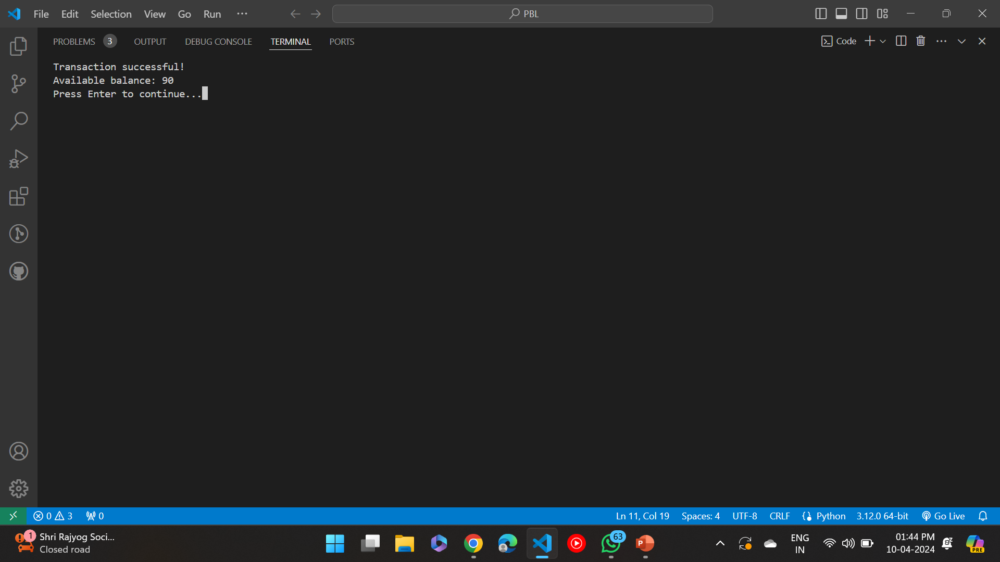 File Edit Selection View Go Run ···
PBL
PROBLEMS 3 OUTPUT DEBUG CONSOLE TERMINAL PORTS
Code
Transaction successful!
Available balance: 90
Press Enter to continue...
0 3 0
Ln 11, Col 19 Spaces: 4 UTF-8 CRLF {} Python 3.12.0 64-bit Go Live
1 Shri Rajyog Soci...
Closed road
63
P
ENG
IN
01:44 PM
10-04-2024
PRE